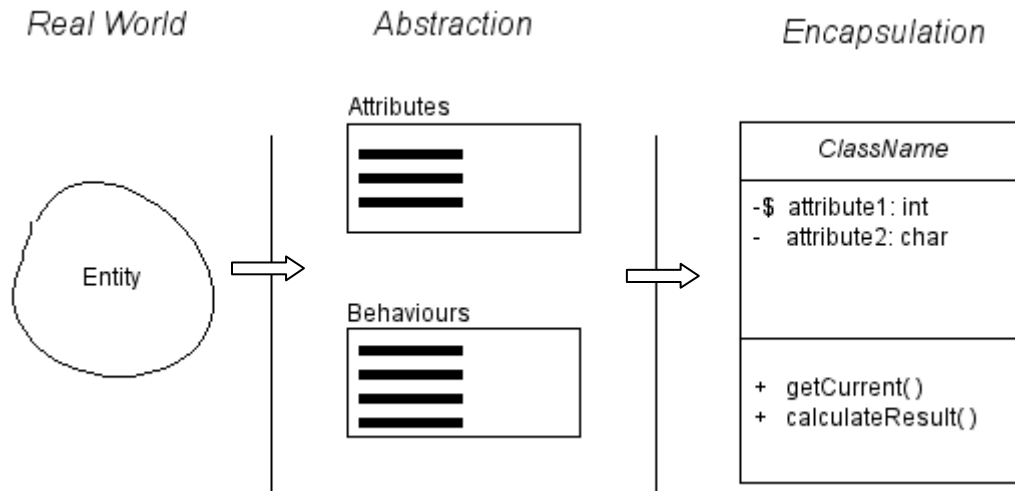 Real World
Abstraction
Encapsulation
Entity
Attributes
Behaviours
ClassName
-$ attribute1: int
- attribute2: char
+ getCurrent( )
+ calculateResult( )